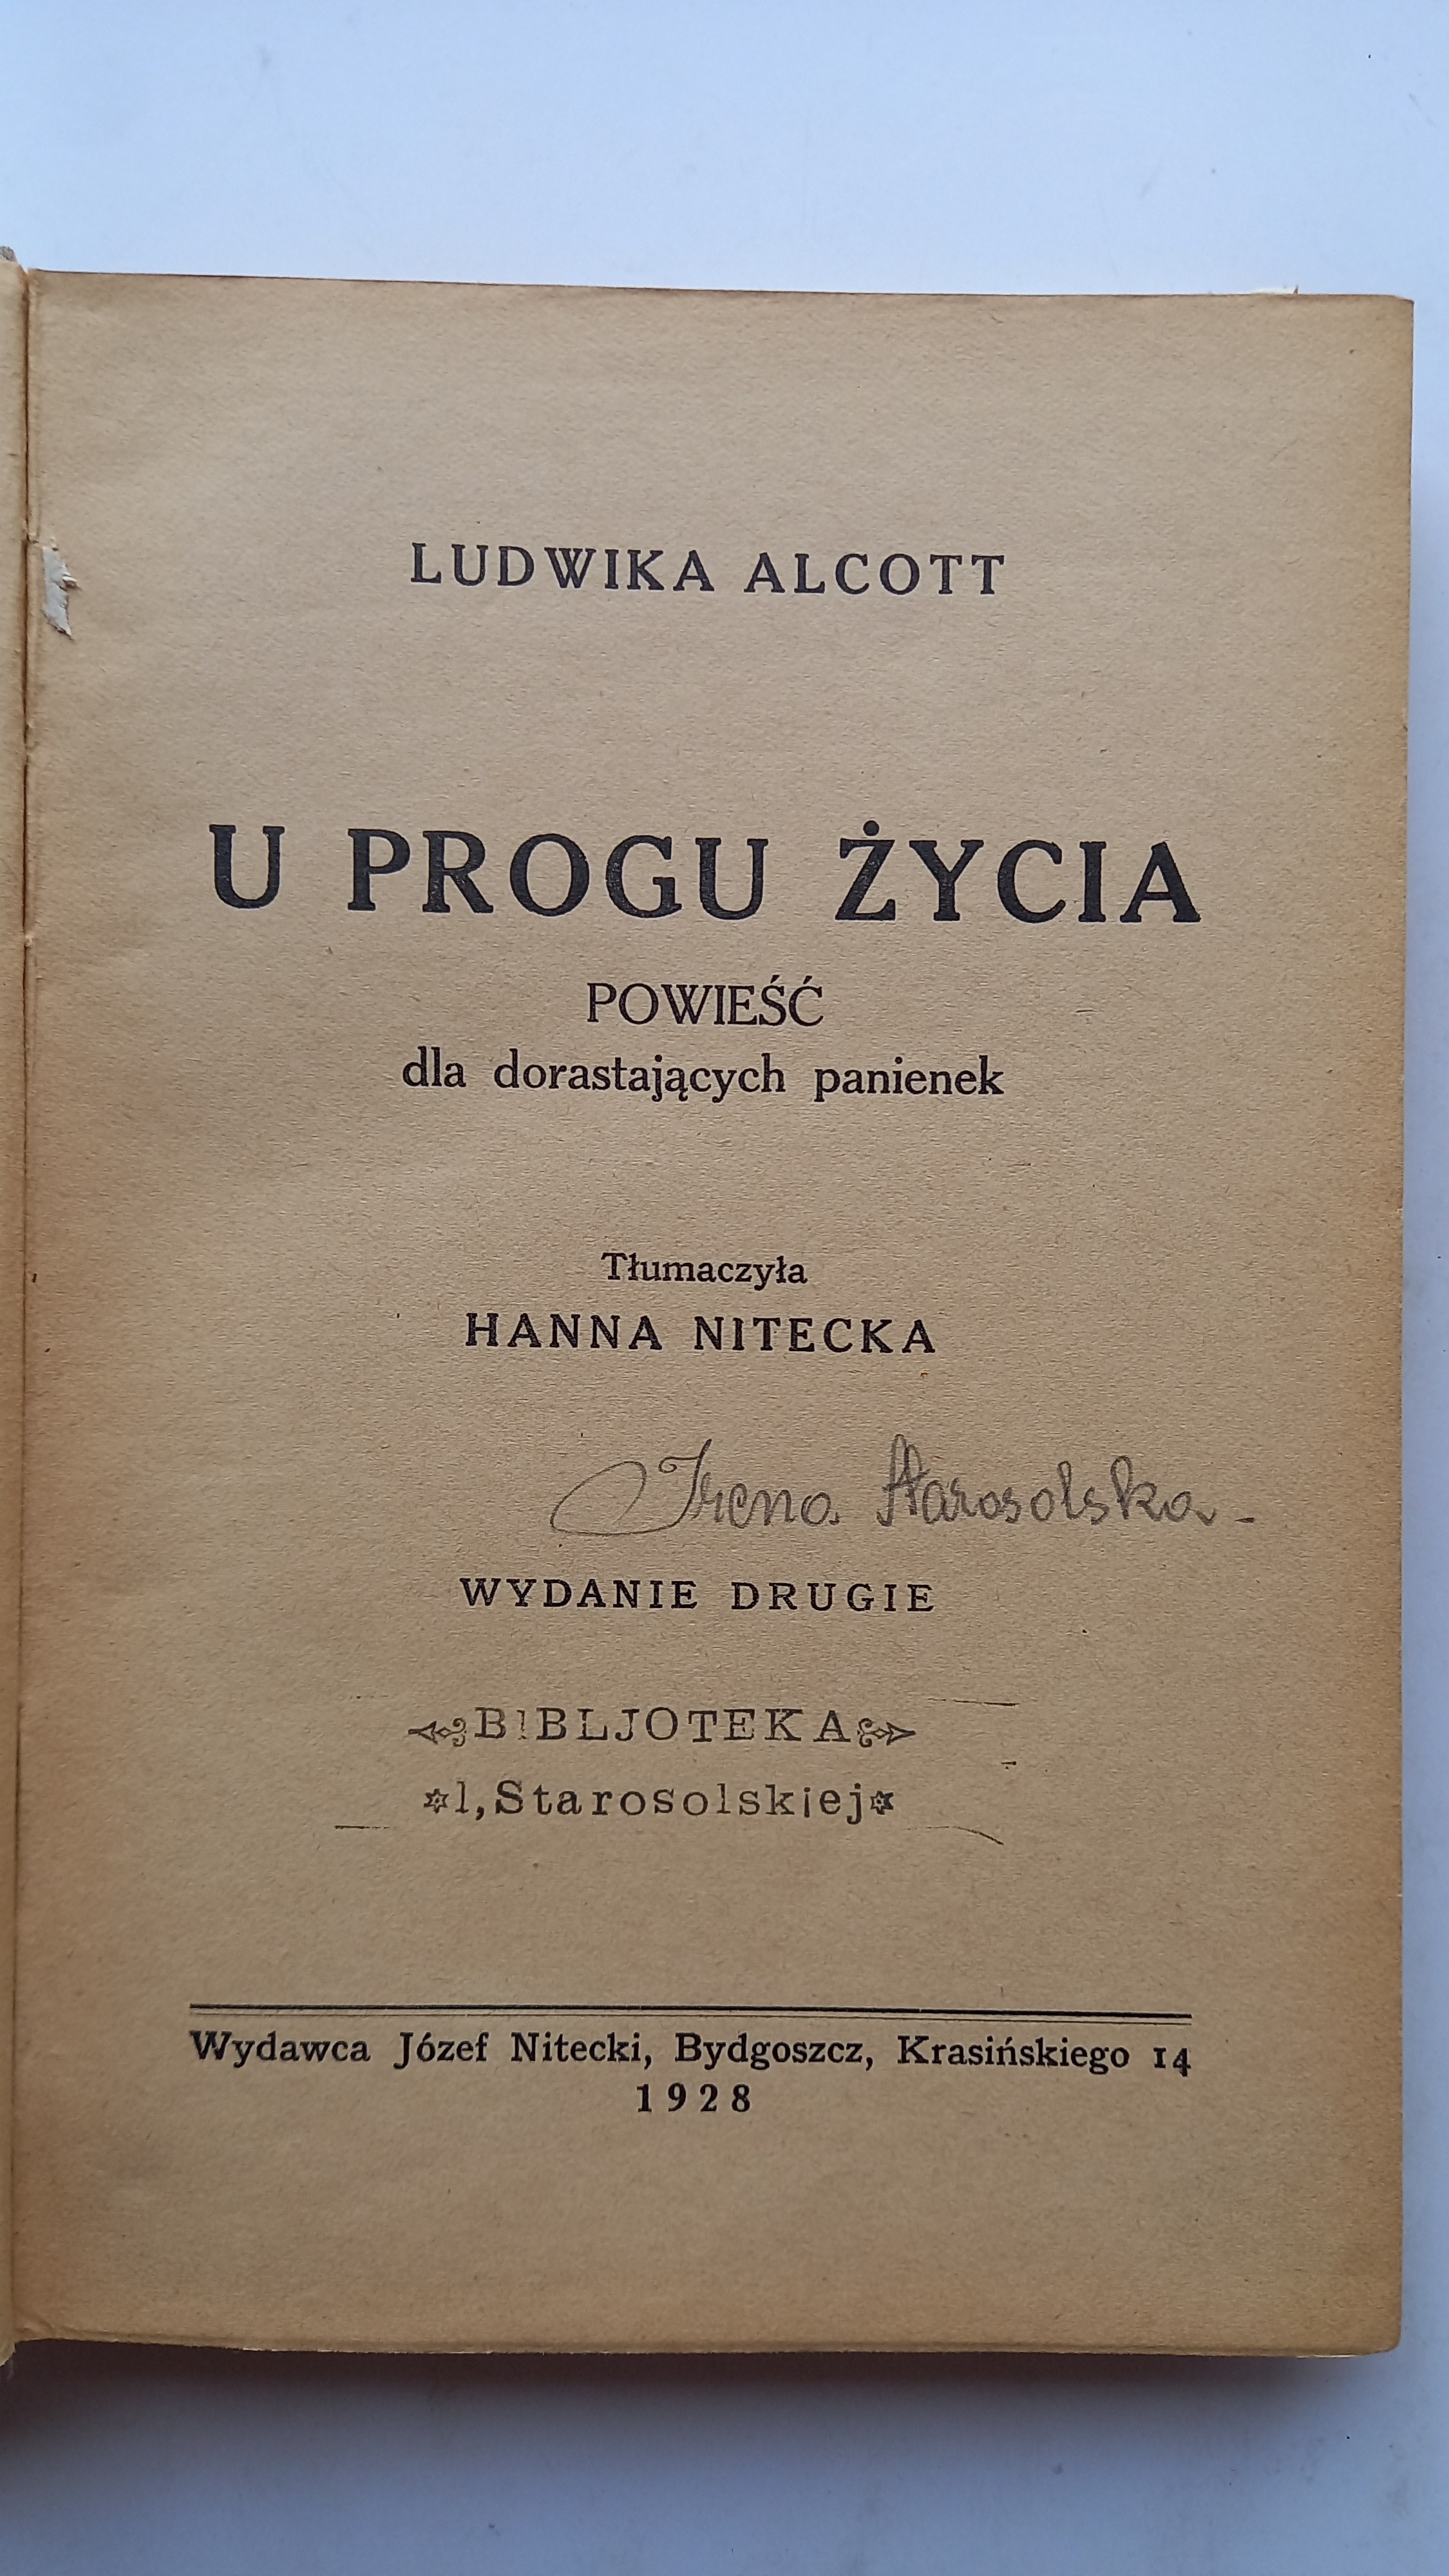 LUDWIKA ALCOTT
U PROGU ŻYCIA
POWIEŚĆ
dla dorastających panienek
Tłumaczyła
HANNA NITECKA
Irena Starosolska
WYDANIE DRUGIE
BIBLJOTEKA
I, Starosolskiej
Wydawca Józef Nitecki, Bydgoszcz, Krasińskiego 14
1928